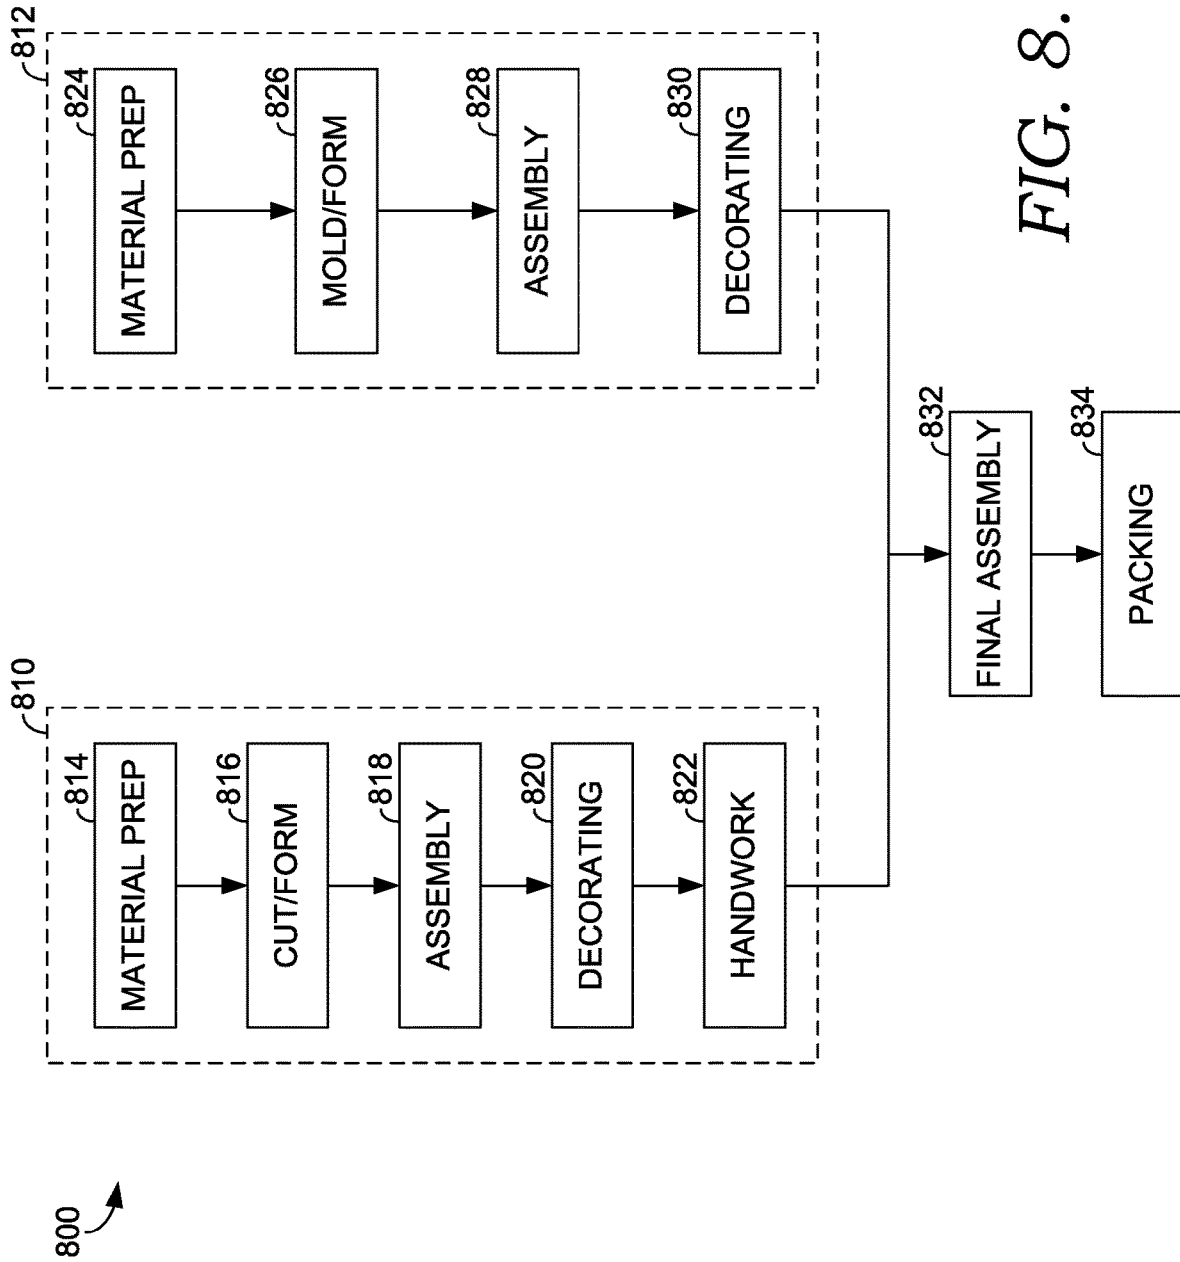 800
810
814
MATERIAL PREP
816
CUT/FORM
818
ASSEMBLY
820
DECORATING
822
HANDWORK
812
824
MATERIAL PREP
826
MOLD/FORM
828
ASSEMBLY
830
DECORATING
832
FINAL ASSEMBLY
834
PACKING
FIG. 8.